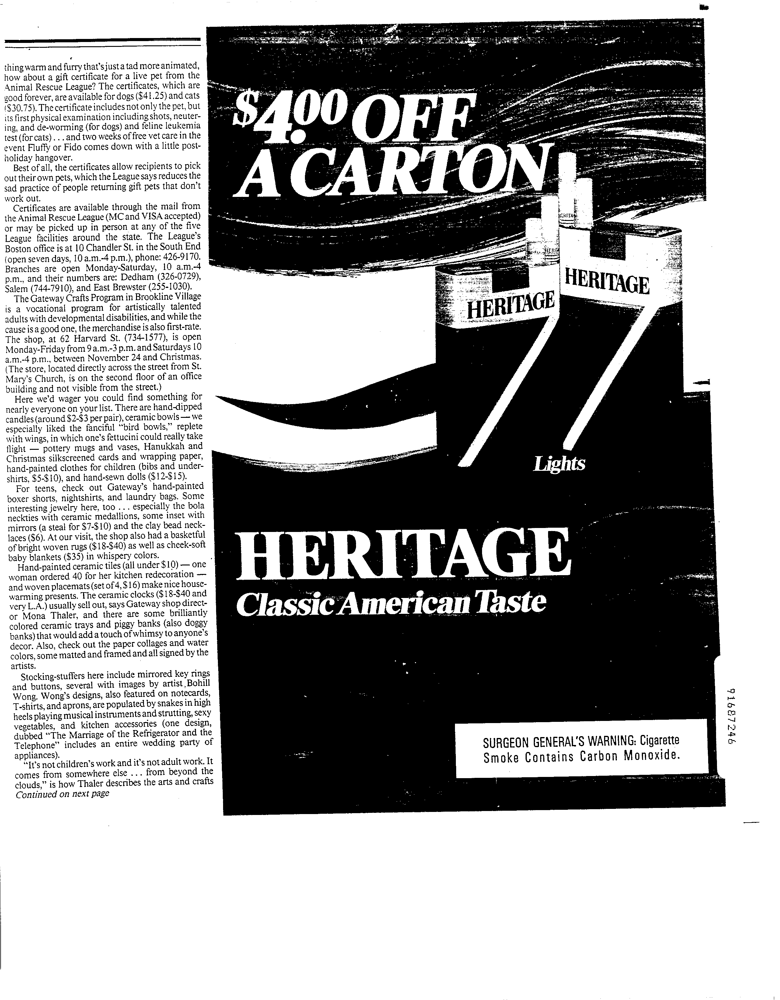 thing warm and furry that's just a tad more animated,
how about a gift certificate for a live pet from the
Animal Rescue League? The certificates, which are
good forever, are available for dogs ($41.25) and cats
($30.75). The certificate includes not only the pet, but
its first physical examination including shots, neuter-
ing, and de-worming (for dogs) and feline leukemia
test (for cats) . . . and two weeks of free vet care in the
event Fluffy or Fido comes down with a little post-
holiday hangover.
Best of all, the certificates allow recipients to pick
out their own pets, which the League says reduces the
sad practice of people returning gift pets that don't
work out.
Certificates are available through the mail from
the Animal Rescue League (MC and VISA accepted)
or may be picked up in person at any of the five
League facilities around the state. The League's
Boston office is at 10 Chandler St. in the South End
(open seven days, 10 a.m.-4 p.m.), phone: 426-9170.
Branches are open Monday-Saturday, 10 a.m.-4
p.m., and their numbers are: Dedham (326-0729),
Salem (744-7910), and East Brewster (255-1030).
The Gateway Crafts Program in Brookline Village
is a vocational program for artistically talented
adults with developmental disabilities, and while the
cause is a good one, the merchandise is also first-rate.
The shop, at 62 Harvard St. (734-1577), is open
Monday-Friday from 9 a.m.-3 p.m. and Saturdays 10
a.m.-4 p.m., between November 24 and Christmas.
(The store, located directly across the street from St.
Mary's Church, is on the second floor of an office
building and not visible from the street.)
Here we'd wager you could find something for
nearly everyone on your list. There are hand-dipped
candles (around $2-$3 per pair), ceramic bowls — we
especially liked the fanciful "bird bowls," replete
with wings, in which one's fettucini could really take
flight — pottery mugs and vases, Hanukkah and
Christmas silkscreened cards and wrapping paper,
hand-painted clothes for children (bibs and under-
shirts, $5-$10), and hand-sewn dolls ($12-$15).
For teens, check out Gateway's hand-painted
boxer shorts, nightshirts, and laundry bags. Some
interesting jewelry here, too . . . especially the bola
neckties with ceramic medallions, some inset with
mirrors (a steal for $7-$10) and the clay bead neck-
laces ($6). At our visit, the shop also had a basketful
of bright woven rugs ($18-$40) as well as cheek-soft
baby blankets ($35) in whispery colors.
Hand-painted ceramic tiles (all under $10) — one
woman ordered 40 for her kitchen redecoration —
and woven placemats (set of 4, $16) make nice house-
warming presents. The ceramic clocks ($18-$40 and
very L.A.) usually sell out, says Gateway shop direct-
or Mona Thaler, and there are some brilliantly
colored ceramic trays and piggy banks (also doggy
banks) that would add a touch of whimsy to anyone's
decor. Also, check out the paper collages and water
colors, some matted and framed and all signed by the
artists.
Stocking-stuffers here include mirrored key rings
and buttons, several with images by artist Bohill
Wong. Wong's designs, also featured on notecards,
T-shirts, and aprons, are populated by snakes in high
heels playing musical instruments and strutting, sexy
vegetables, and kitchen accessories (one design,
dubbed "The Marriage of the Refrigerator and the
Telephone" includes an entire wedding party of
appliances).
"It's not children's work and it's not adult work. It
comes from somewhere else . . . from beyond the
clouds," is how Thaler describes the arts and crafts
Continued on next page
$4.00 OFF
A CARTON
HERITAGE
HERITAGE
Lights
HERITAGE
Classic American Taste
SURGEON GENERAL'S WARNING: Cigarette
Smoke Contains Carbon Monoxide.
91687246